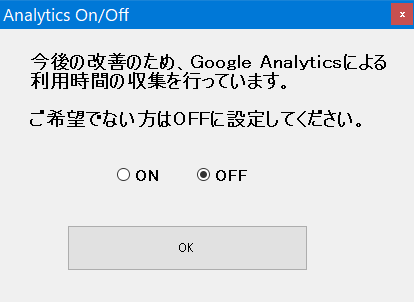 Analytics On/Off
今後の改善のため、Google Analyticsによる
利用時間の収集を行っています。
ご希望でない方はOFFに設定してください。
ON OFF
OK